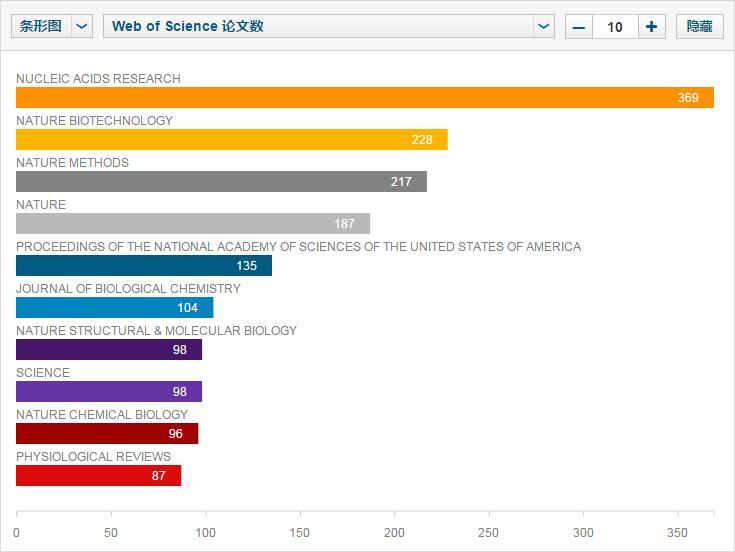 条形图
Web of Science 论文数
10
隐藏
NUCLEIC ACIDS RESEARCH
369
NATURE BIOTECHNOLOGY
228
NATURE METHODS
217
NATURE
187
PROCEEDINGS OF THE NATIONAL ACADEMY OF SCIENCES OF THE UNITED STATES OF AMERICA
135
JOURNAL OF BIOLOGICAL CHEMISTRY
104
NATURE STRUCTURAL & MOLECULAR BIOLOGY
98
SCIENCE
98
NATURE CHEMICAL BIOLOGY
96
PHYSIOLOGICAL REVIEWS
87
0 50 100 150 200 250 300 350